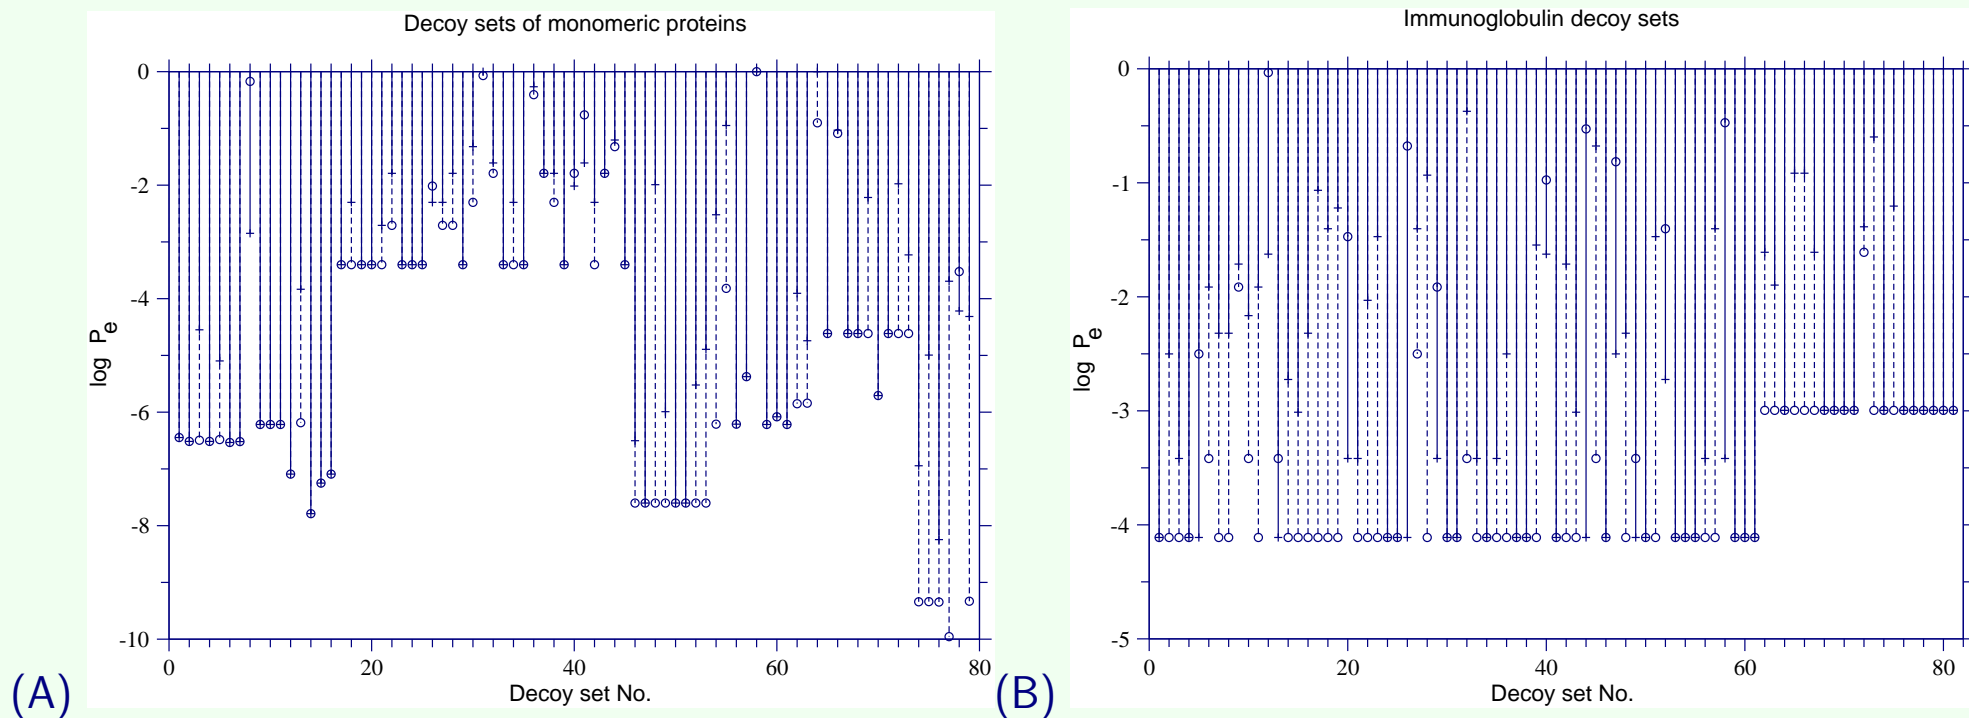 Decoy sets of monomeric proteins
0
-2
-4
-6
-8
-10
log P_e
0 20 40 60 80
Decoy set No.
(A)
Immunoglobulin decoy sets
0
-1
-2
-3
-4
-5
log P_e
0 20 40 60 80
Decoy set No.
(B)